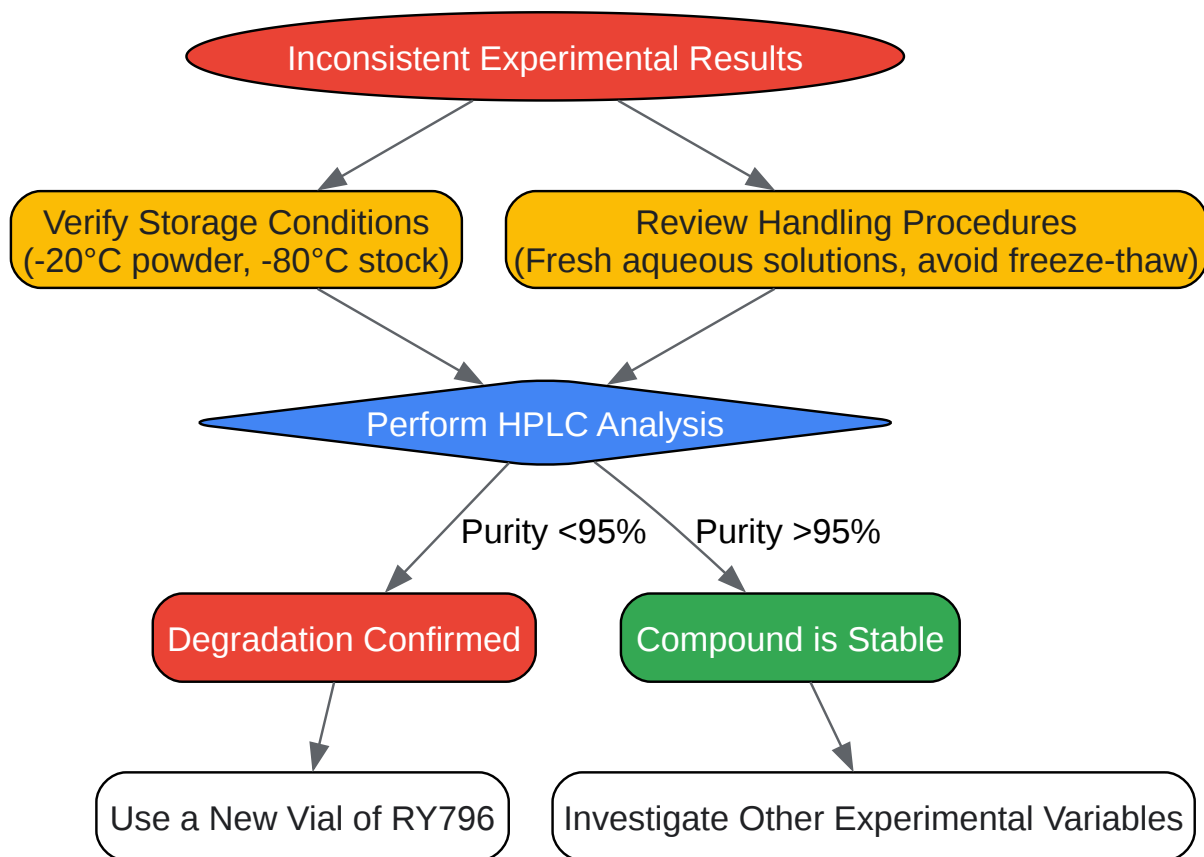 Inconsistent Experimental Results
Verify Storage Conditions
(-20°C powder, -80°C stock)
Review Handling Procedures
(Fresh aqueous solutions, avoid freeze-thaw)
Perform HPLC Analysis
Purity <95%
Purity >95%
Degradation Confirmed
Compound is Stable
Use a New Vial of RY796
Investigate Other Experimental Variables